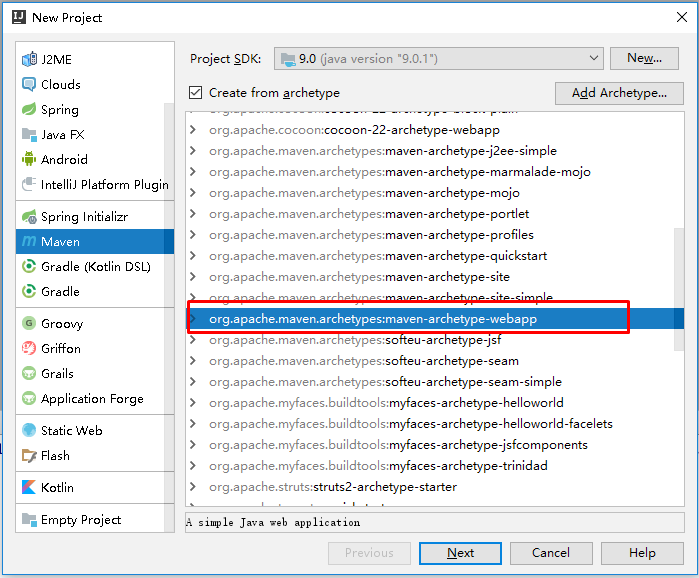 New Project
J2ME
Clouds
Spring
Java FX
Android
IntelliJ Platform Plugin
Spring Initializr
Maven
Gradle (Kotlin DSL)
Gradle
Groovy
Griffon
Grails
Application Forge
Static Web
Flash
Kotlin
Empty Project
Project SDK: 9.0 (java version "9.0.1") New...
Create from archetype Add Archetype...
org.apache.cocoon:cocoon-22-archetype-webapp
org.apache.maven.archetypes:maven-archetype-j2ee-simple
org.apache.maven.archetypes:maven-archetype-marmalade-mojo
org.apache.maven.archetypes:maven-archetype-mojo
org.apache.maven.archetypes:maven-archetype-portlet
org.apache.maven.archetypes:maven-archetype-profiles
org.apache.maven.archetypes:maven-archetype-quickstart
org.apache.maven.archetypes:maven-archetype-site
org.apache.maven.archetypes:maven-archetype-site-simple
org.apache.maven.archetypes:maven-archetype-webapp
org.apache.maven.archetypes:softeu-archetype-jsf
org.apache.maven.archetypes:softeu-archetype-seam
org.apache.maven.archetypes:softeu-archetype-seam-simple
org.apache.myfaces.buildtools:myfaces-archetype-helloworld
org.apache.myfaces.buildtools:myfaces-archetype-helloworld-facelets
org.apache.myfaces.buildtools:myfaces-archetype-jsfcomponents
org.apache.myfaces.buildtools:myfaces-archetype-trinidad
org.apache.struts:struts2-archetype-starter
A simple Java web application
Previous Next Cancel Help